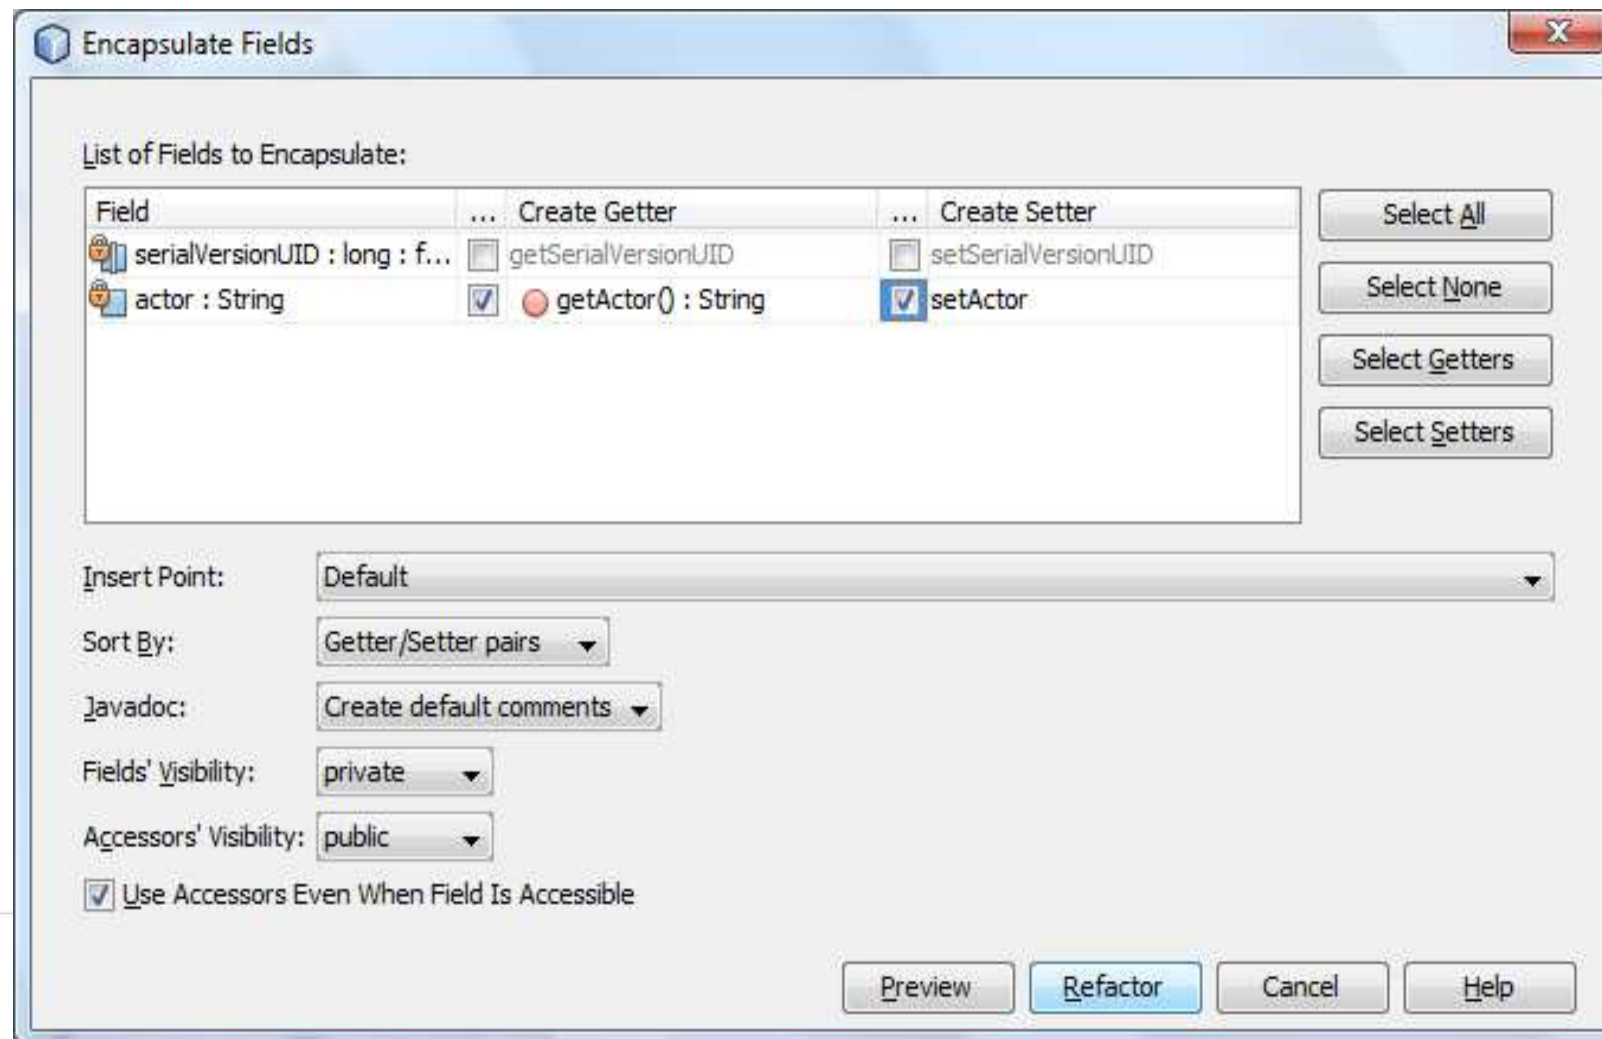 Encapsulate Fields
List of Fields to Encapsulate:
Field ... Create Getter ... Create Setter Select All
serialVersionUID : long : f... getSerialVersionUID setSerialVersionUID
actor : String getActor() : String setActor Select None
Select Getters
Select Setters
Insert Point: Default
Sort By: Getter/Setter pairs
Javadoc: Create default comments
Fields' Visibility: private
Accessors' Visibility: public
Use Accessors Even When Field Is Accessible
Preview Refactor Cancel Help